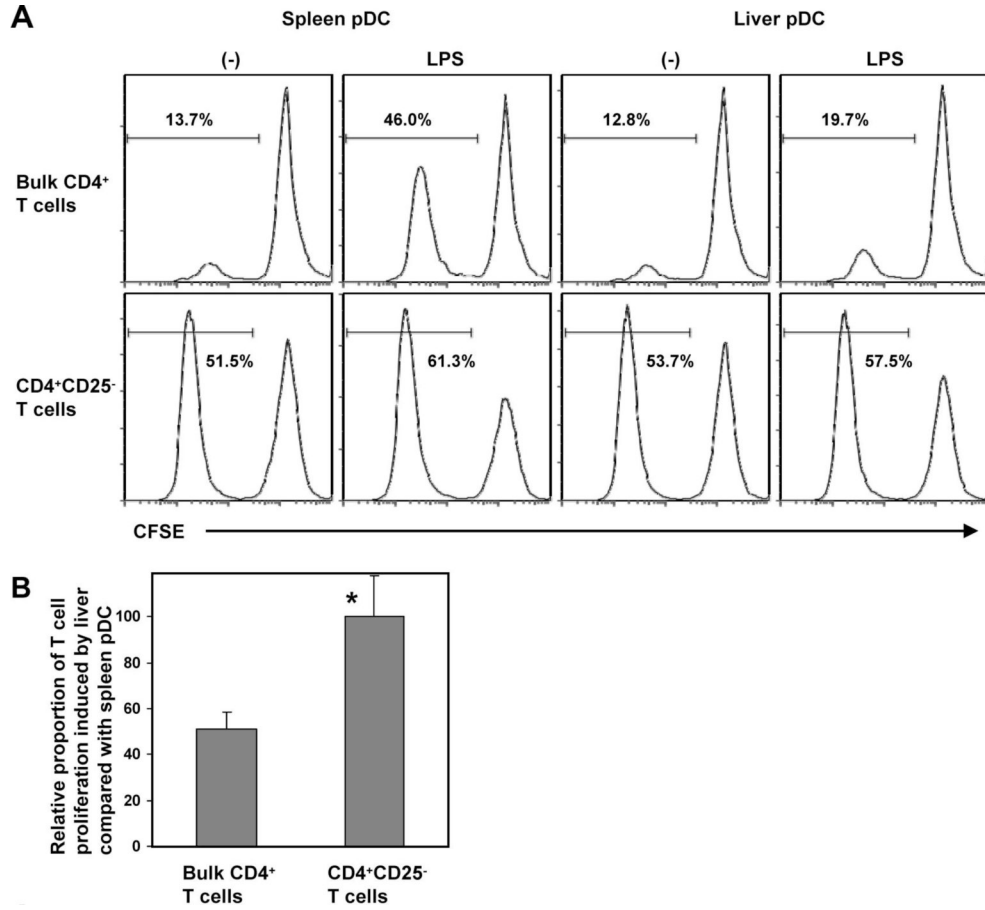 A
Spleen pDC Liver pDC
(-) LPS (-) LPS
13.7% 46.0% 12.8% 19.7%
Bulk CD4⁺
T cells
51.5% 61.3% 53.7% 57.5%
CD4⁺CD25⁻
T cells
CFSE
B
Relative proportion of T cell
proliferation induced by liver
compared with spleen pDC
100
80
60
40
20
0
*
Bulk CD4⁺ CD4⁺CD25⁻
T cells T cells